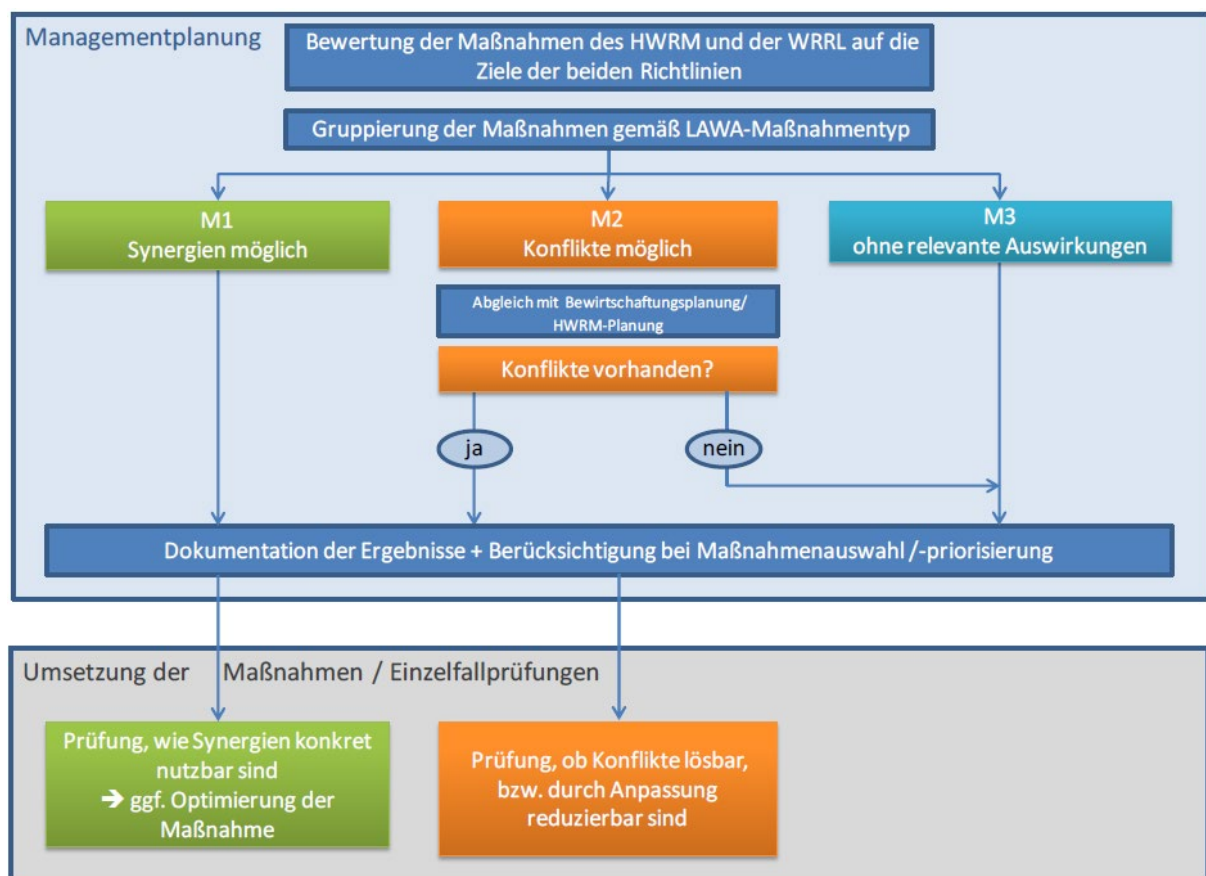 Managementplanung
Bewertung der Maßnahmen des HWRM und der WRRL auf die
Ziele der beiden Richtlinien
Gruppierung der Maßnahmen gemäß LAWA-Maßnahmentyp
M1
Synergien möglich
M2
Konflikte möglich
M3
ohne relevante Auswirkungen
Abgleich mit Bewirtschaftungsplanung/
HWRM-Planung
Konflikte vorhanden?
ja
nein
Dokumentation der Ergebnisse + Berücksichtigung bei Maßnahmenauswahl /-priorisierung
Umsetzung der Maßnahmen / Einzelfallprüfungen
Prüfung, wie Synergien konkret
nutzbar sind
➔ ggf. Optimierung der
Maßnahme
Prüfung, ob Konflikte lösbar,
bzw. durch Anpassung
reduzierbar sind